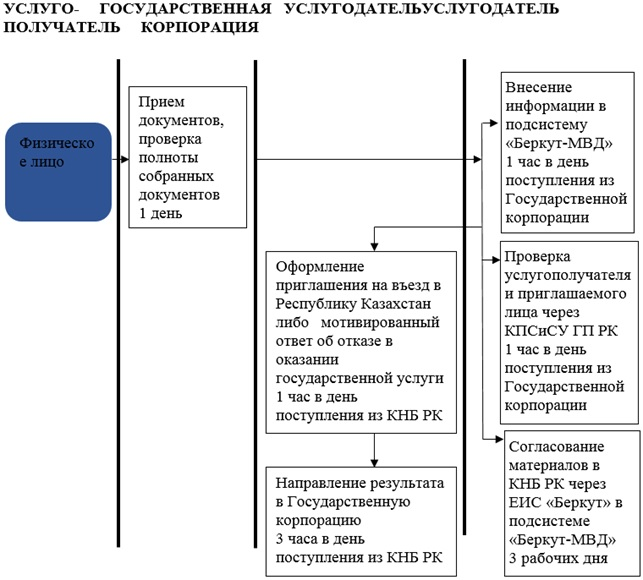 УСЛУГО- ГОСУДАРСТВЕННАЯ УСЛУГОДАТЕЛЬУСЛУГОДАТЕЛЬ
ПОЛУЧАТЕЛЬ КОРПОРАЦИЯ
Физическо
е лицо
Прием
документов,
проверка
полноты
собранных
документов
1 день
Оформление
приглашения на въезд в
Республику Казахстан
либо мотивированный
ответ об отказе в
оказании
государственной услуги
1 час в день
поступления из КНБ РК
Направление результата
в Государственную
корпорацию
3 часа в день
поступления из КНБ РК
Внесение
информации в
подсистему
«Беркут-МВД»
1 час в день
поступления из
Государственной
корпорации
Проверка
услугополучателя
и приглашаемого
лица через
КПСиСУ ГП РК
1 час в день
поступления из
Государственной
корпорации
Согласование
материалов в
КНБ РК через
ЕИС «Беркут» в
подсистеме
«Беркут-МВД»
3 рабочих дня